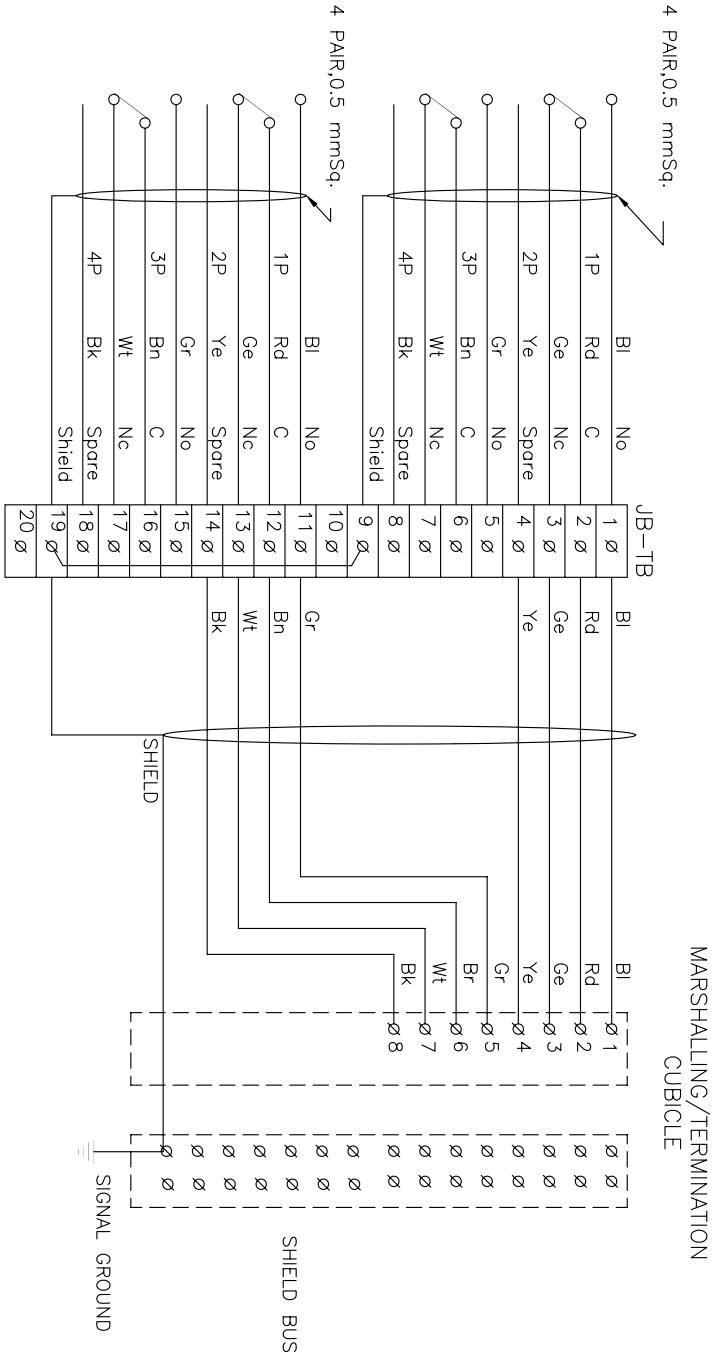 MARSHALLING/TERMINATION
CUBICLE
4 PAIR,0.5 mmSq.
JB-TB
Bl No 1 Bl Bl 1
1P Rd C 2 Rd Rd 2
Ge Nc 3 Ge Ge 3
2P Ye Spare 4 Ye Ye 4
Gr No 5 Gr 5
3P Bn C 6 Br 6
Wt Nc 7 Wt 7
4P Bk Spare 8 Bk 8
Shield 9
4 PAIR,0.5 mmSq.
10
Bl No 11 Gr
1P Rd C 12 Bn
SHIELD BUS
Ge Nc 13 Wt
2P Ye Spare 14 Bk
Gr No 15
3P Bn C 16 SHIELD
Wt Nc 17
4P Bk Spare 18 SIGNAL GROUND
Shield 19
20